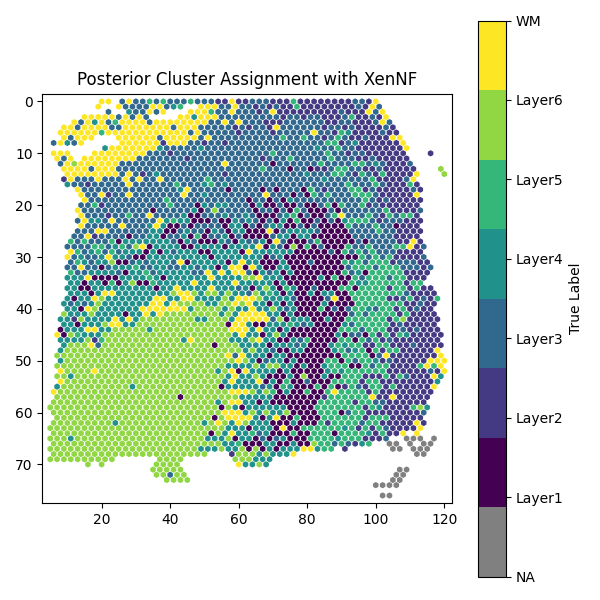 Posterior Cluster Assignment with XenNF
0
10
20
30
40
50
60
70
20
40
60
80
100
120
WM
Layer6
Layer5
Layer4
Layer3
Layer2
Layer1
NA
True Label